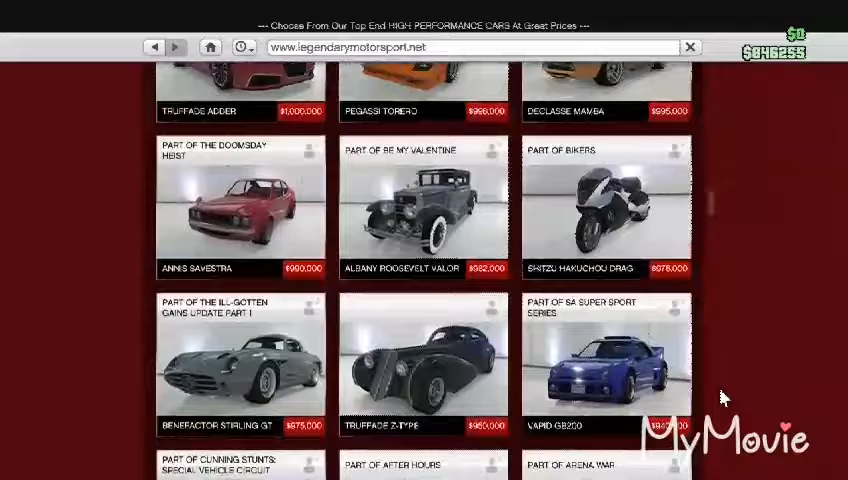 --- Choose From Our Top End HIGH PERFORMANCE CARS At Great Prices ---
$0
www.legendarymotorsport.net
$846255
TRUFFADE ADDER $1,000,000
PEGASSI TORERO $998,000
DECLASSE MAMBA $995,000
PART OF THE DOOMSDAY
HEIST
PART OF BE MY VALENTINE
PART OF BIKERS
ANNIS SAVESTRA $990,000
ALBANY ROOSEVELT VALOR $982,000
SHITZU HAKUCHOU DRAG $976,000
PART OF THE ILL-GOTTEN
GAINS UPDATE PART I
PART OF SA SUPER SPORT
SERIES
BENEFACTOR STIRLING GT $975,000
TRUFFADE Z-TYPE $950,000
VAPID GB200
MyMovie
PART OF CUNNING STUNTS:
SPECIAL VEHICLE CIRCUIT
PART OF AFTER HOURS
PART OF ARENA WAR